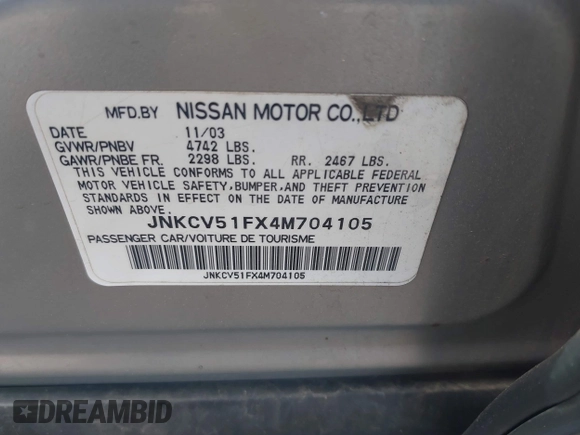 MFD.BY NISSAN MOTOR CO.,LTD
DATE 11/03
GVWR/PNBV 4742 LBS.
GAWR/PNBE FR. 2298 LBS. RR. 2467 LBS.
THIS VEHICLE CONFORMS TO ALL APPLICABLE FEDERAL
MOTOR VEHICLE SAFETY, BUMPER, AND THEFT PREVENTION
STANDARDS IN EFFECT ON THE DATE OF MANUFACTURE
SHOWN ABOVE.
JNKCV51FX4M704105
PASSENGER CAR/VOITURE DE TOURISME
JNKCV51FX4M704105
DREAMBID